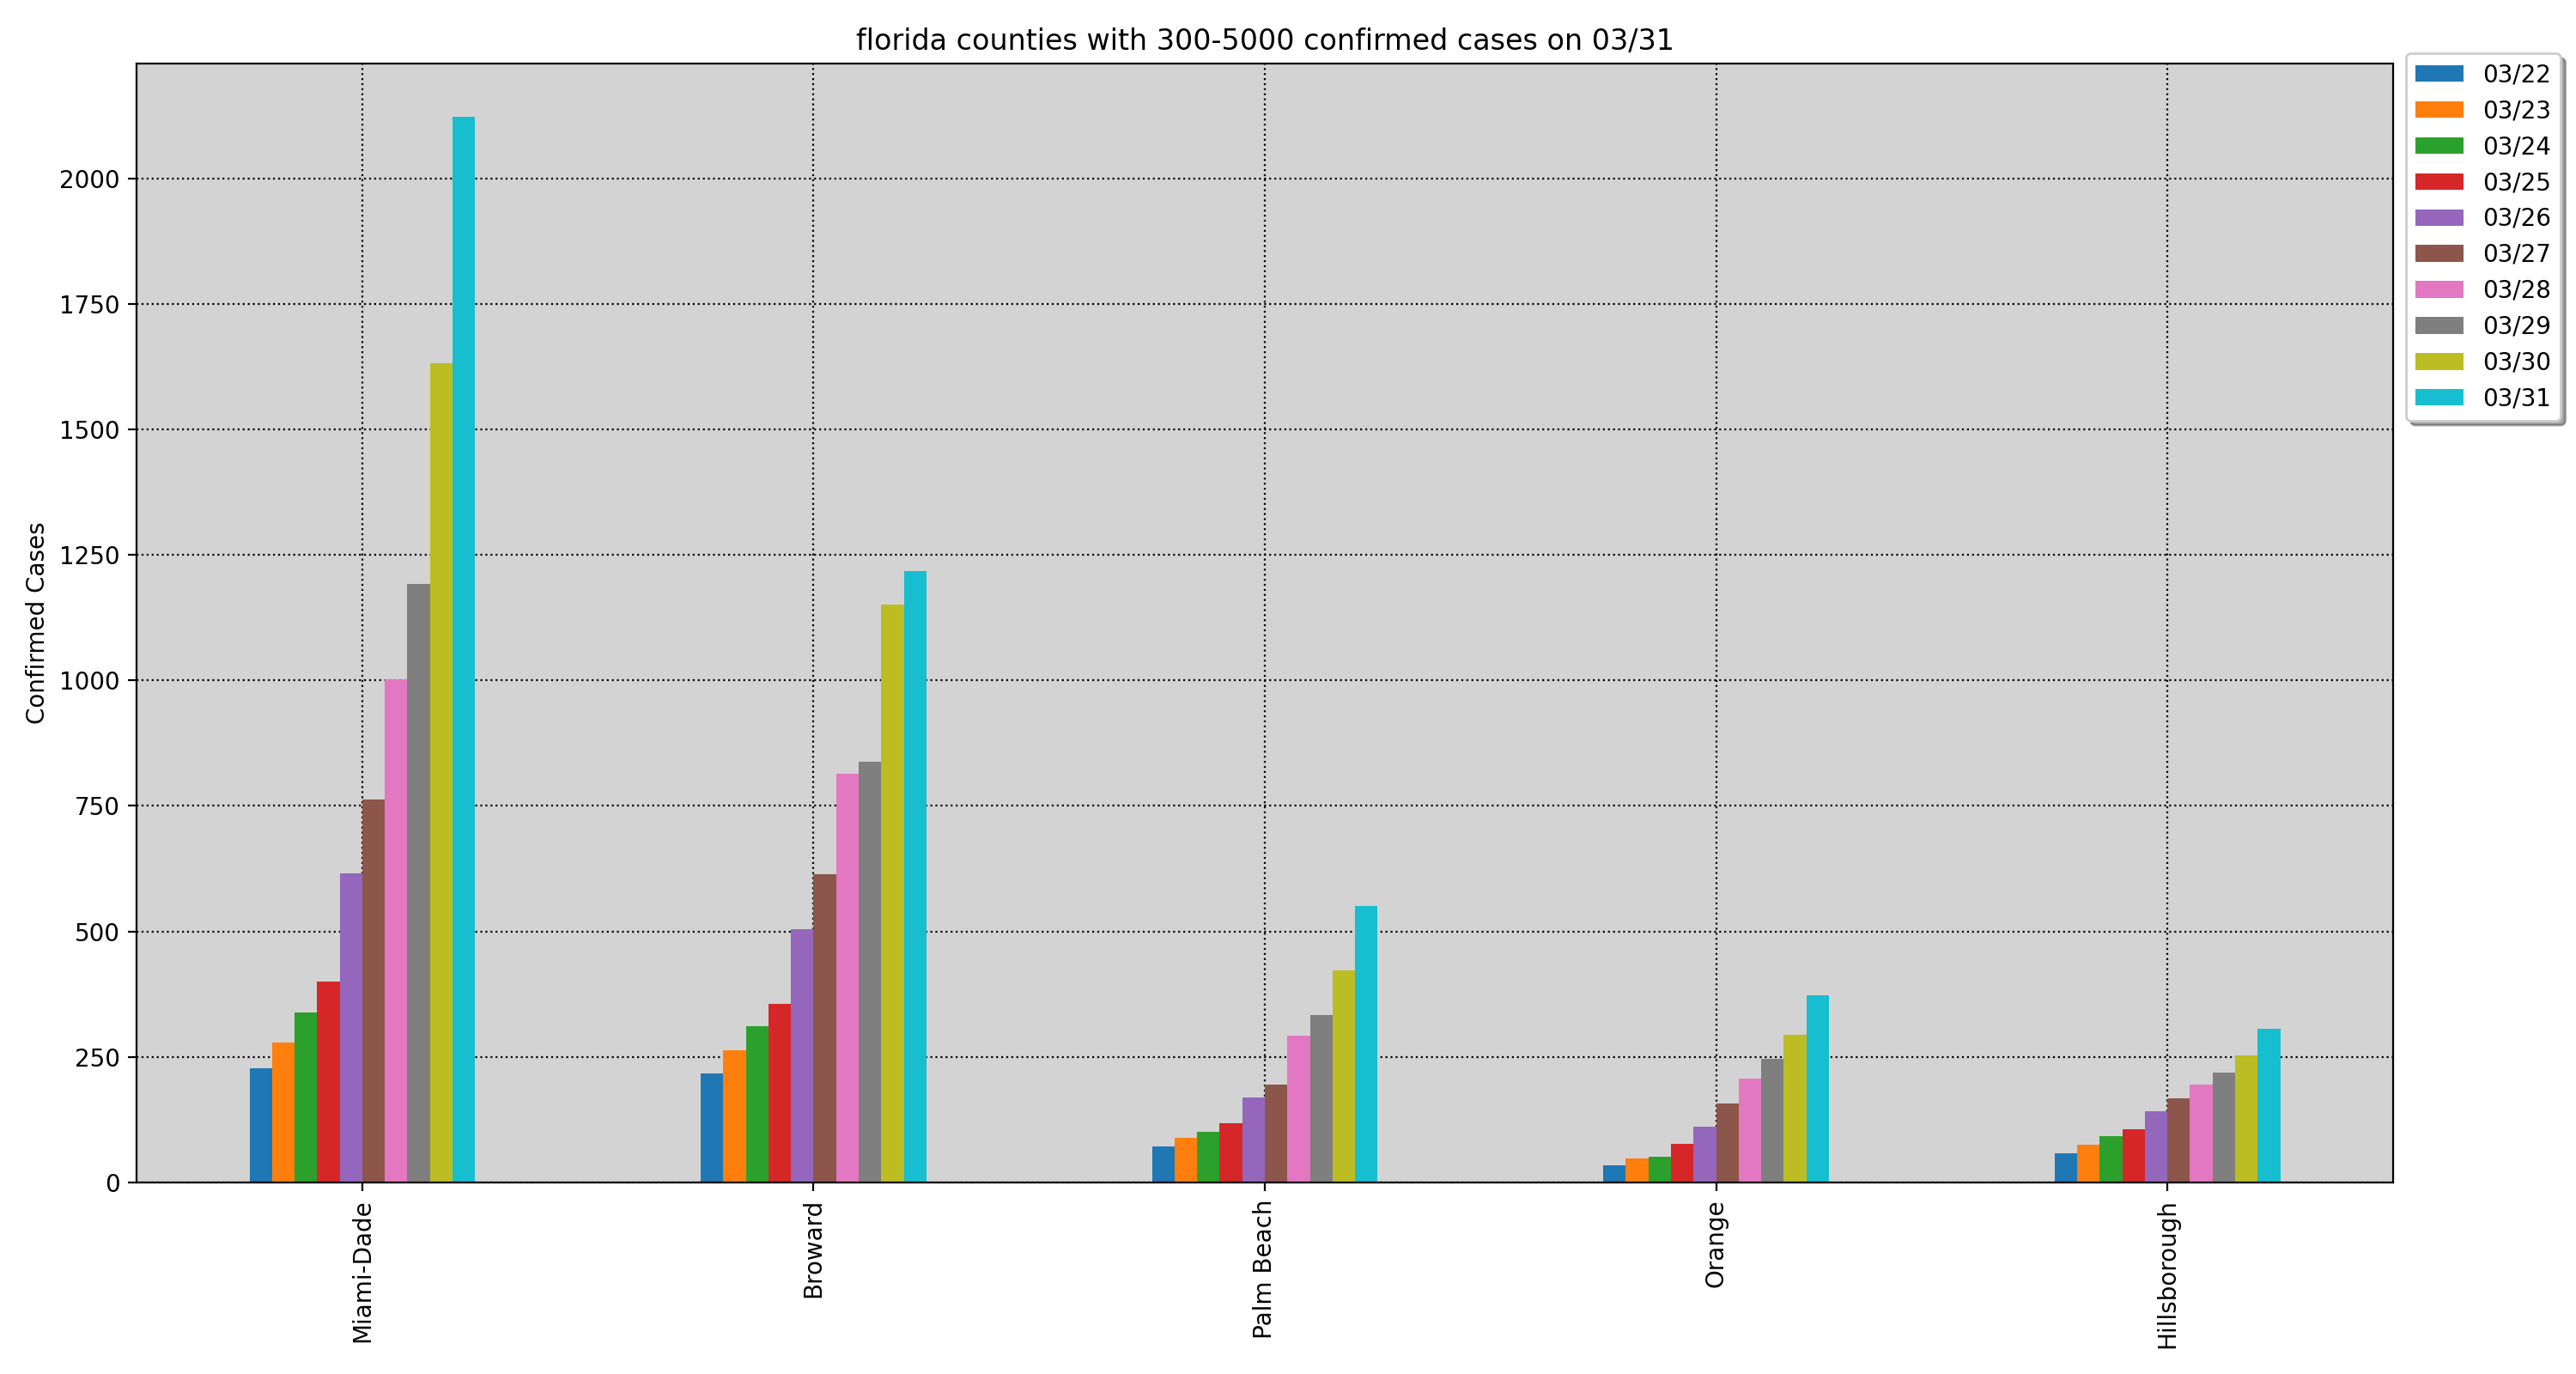 florida counties with 300-5000 confirmed cases on 03/31
03/22
03/23
03/24
03/25
03/26
03/27
03/28
03/29
03/30
03/31
Confirmed Cases
2000
1750
1500
1250
1000
750
500
250
0
Miami-Dade
Broward
Palm Beach
Orange
Hillsborough